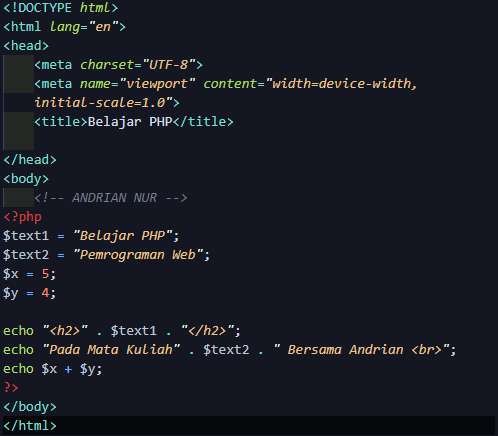 <!DOCTYPE html>
<html lang="en">
<head>
    <meta charset="UTF-8">
    <meta name="viewport" content="width=device-width,
    initial-scale=1.0">
    <title>Belajar PHP</title>
</head>
<body>
    <!-- ANDRIAN NUR -->
<?php
$text1 = "Belajar PHP";
$text2 = "Pemrograman Web";
$x = 5;
$y = 4;
echo "<h2>" . $text1 . "</h2>";
echo "Pada Mata Kuliah" . $text2 . " Bersama Andrian <br>";
echo $x + $y;
?>
</body>
</html>